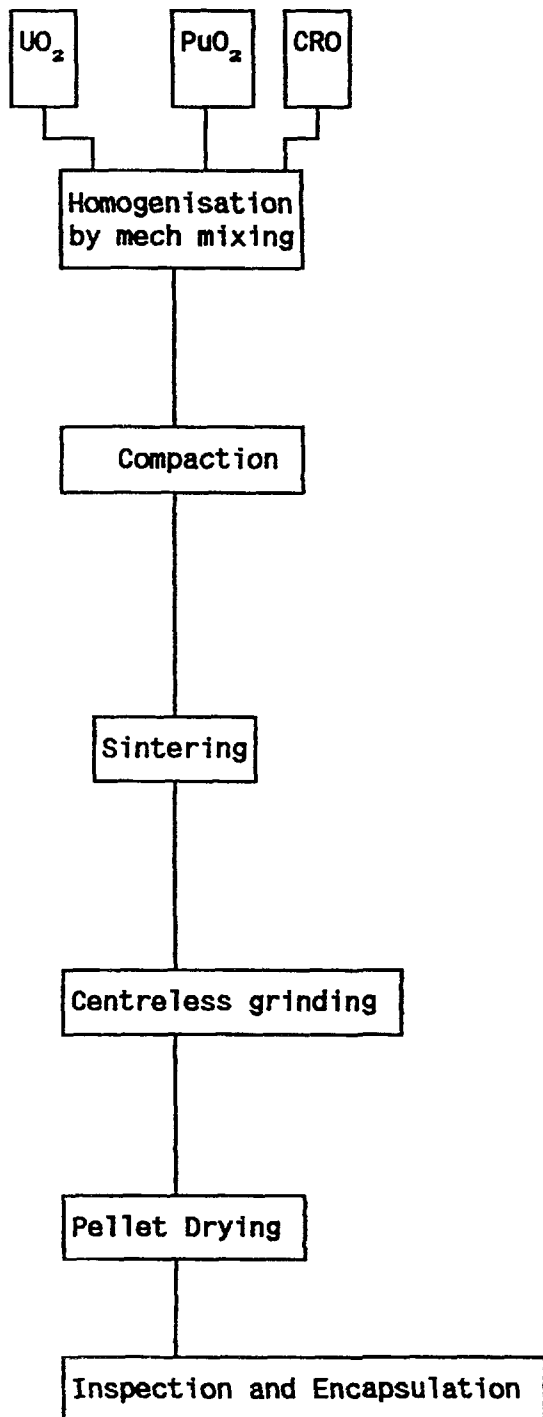 UO₂ PuO₂ CRO
Homogenisation
by mech mixing
Compaction
Sintering
Centreless grinding
Pellet Drying
Inspection and Encapsulation